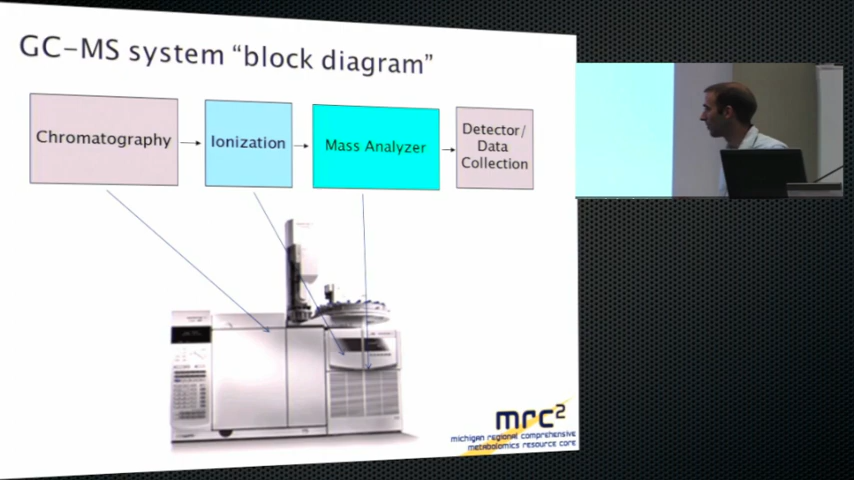 GC-MS system “block diagram”
Chromatography
Ionization
Mass Analyzer
Detector/
Data
Collection
mrc²
michigan regional comprehensive
metabolomics resource core